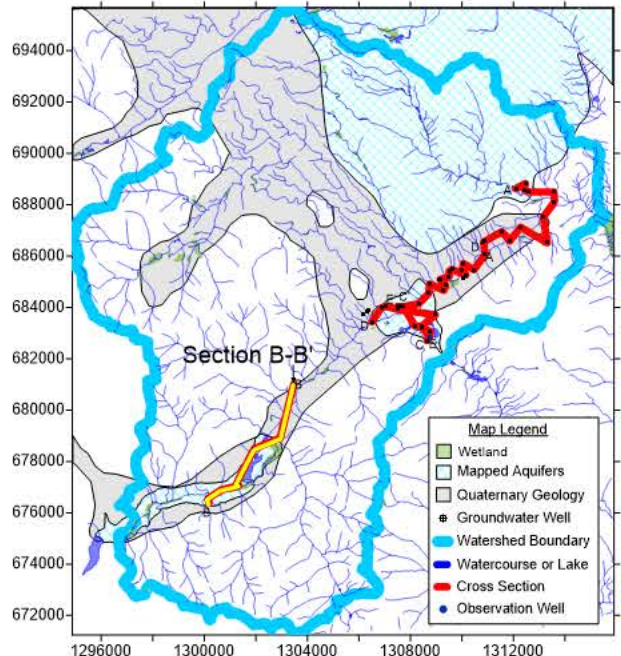 694000
692000
690000
688000
686000
684000
682000
680000
678000
676000
674000
672000
1296000 1300000 1304000 1308000 1312000
Section B-B'
A
D
A
Map Legend
Wetland
Mapped Aquifers
Quaternary Geology
Groundwater Well
Watershed Boundary
Watercourse or Lake
Cross Section
Observation Well